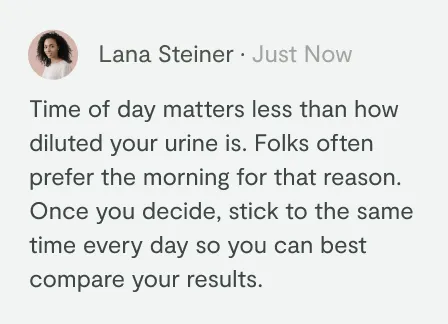 Lana Steiner · Just Now
Time of day matters less than how
diluted your urine is. Folks often
prefer the morning for that reason.
Once you decide, stick to the same
time every day so you can best
compare your results.